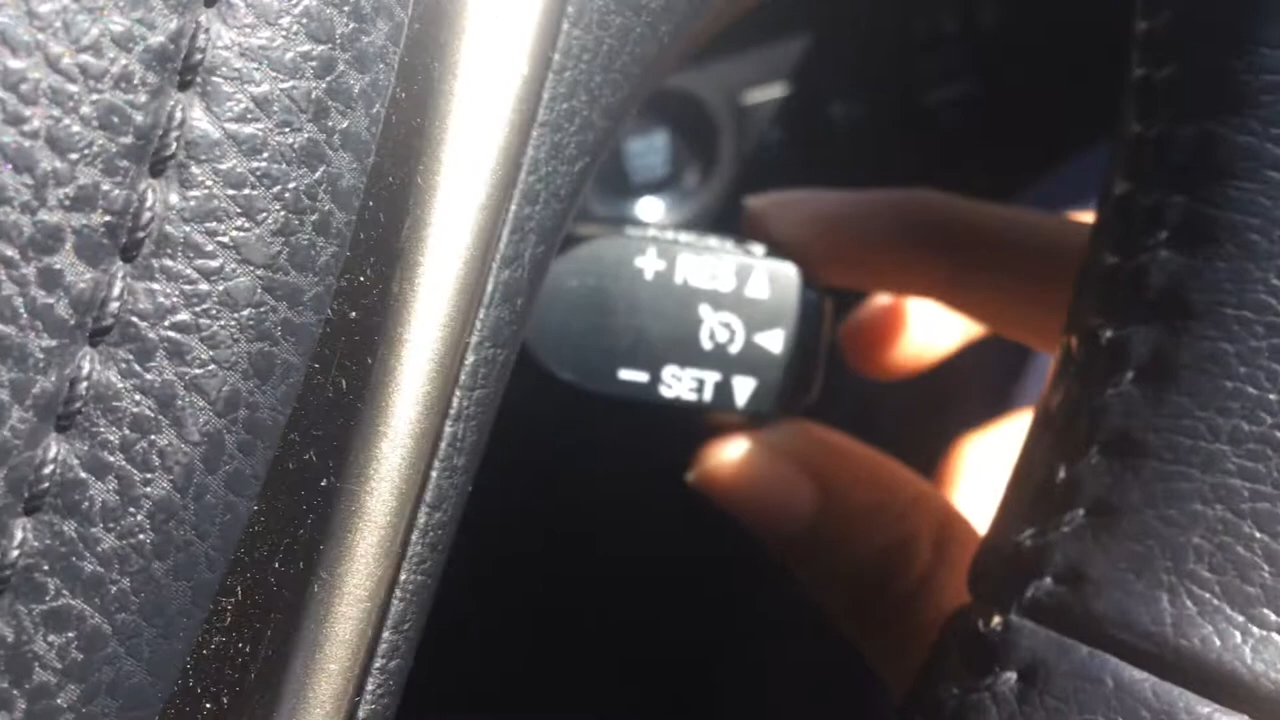 + RES ▲
◀
− SET ▼